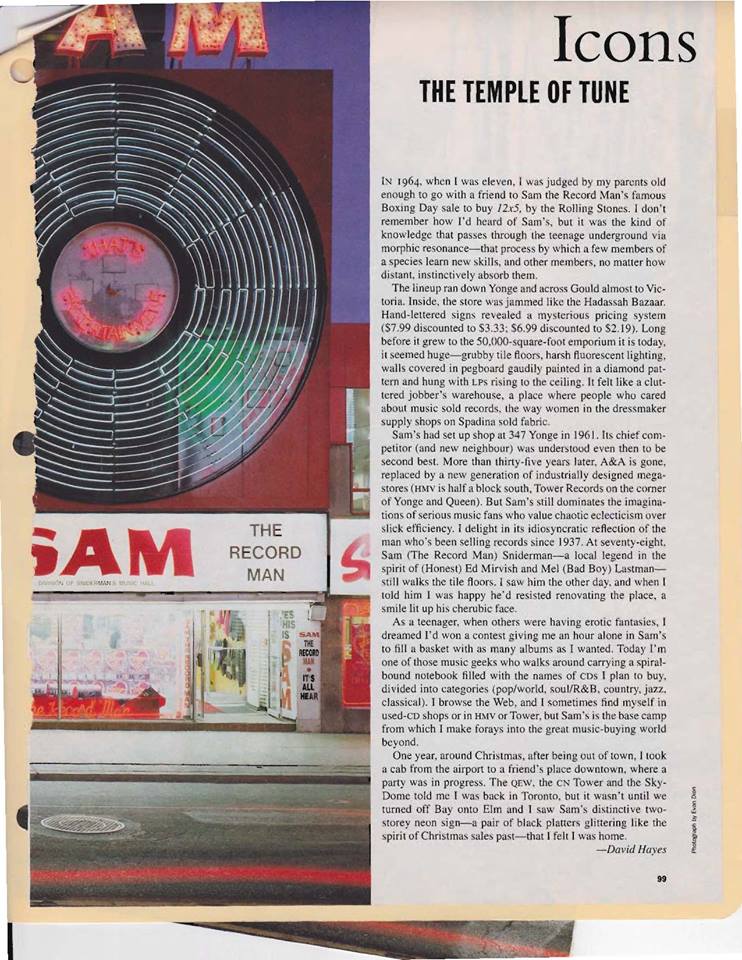 Icons
THE TEMPLE OF TUNE
AM
THAT'S
ENTERTAINMENT
SAM
THE
RECORD
MAN
DIVISION OF SNIDERMAN'S MUSIC HALL
S
YES
THIS
IS
SAM
SAM
THE
RECORD
MAN
IT'S
ALL
HEAR
the Record Man
IN 1964, when I was eleven, I was judged by my parents old
enough to go with a friend to Sam the Record Man's famous
Boxing Day sale to buy 12x5, by the Rolling Stones. I don't
remember how I'd heard of Sam's, but it was the kind of
knowledge that passes through the teenage underground via
morphic resonance—that process by which a few members of
a species learn new skills, and other members, no matter how
distant, instinctively absorb them.
The lineup ran down Yonge and across Gould almost to Vic-
toria. Inside, the store was jammed like the Hadassah Bazaar.
Hand-lettered signs revealed a mysterious pricing system
($7.99 discounted to $3.33; $6.99 discounted to $2.19). Long
before it grew to the 50,000-square-foot emporium it is today,
it seemed huge—grubby tile floors, harsh fluorescent lighting,
walls covered in pegboard gaudily painted in a diamond pat-
tern and hung with LPs rising to the ceiling. It felt like a clut-
tered jobber's warehouse, a place where people who cared
about music sold records, the way women in the dressmaker
supply shops on Spadina sold fabric.
Sam's had set up shop at 347 Yonge in 1961. Its chief com-
petitor (and new neighbour) was understood even then to be
second best. More than thirty-five years later, A&A is gone,
replaced by a new generation of industrially designed mega-
stores (HMV is half a block south, Tower Records on the corner
of Yonge and Queen). But Sam's still dominates the imagina-
tions of serious music fans who value chaotic eclecticism over
slick efficiency. I delight in its idiosyncratic reflection of the
man who's been selling records since 1937. At seventy-eight,
Sam (The Record Man) Sniderman—a local legend in the
spirit of (Honest) Ed Mirvish and Mel (Bad Boy) Lastman—
still walks the tile floors. I saw him the other day, and when I
told him I was happy he'd resisted renovating the place, a
smile lit up his cherubic face.
As a teenager, when others were having erotic fantasies, I
dreamed I'd won a contest giving me an hour alone in Sam's
to fill a basket with as many albums as I wanted. Today I'm
one of those music geeks who walks around carrying a spiral-
bound notebook filled with the names of CDs I plan to buy,
divided into categories (pop/world, soul/R&B, country, jazz,
classical). I browse the Web, and I sometimes find myself in
used-CD shops or in HMV or Tower, but Sam's is the base camp
from which I make forays into the great music-buying world
beyond.
One year, around Christmas, after being out of town, I took
a cab from the airport to a friend's place downtown, where a
party was in progress. The QEW, the CN Tower and the Sky-
Dome told me I was back in Toronto, but it wasn't until we
turned off Bay onto Elm and I saw Sam's distinctive two-
storey neon sign—a pair of black platters glittering like the
spirit of Christmas sales past—that I felt I was home.
—David Hayes
Photograph by Evan Dion
99